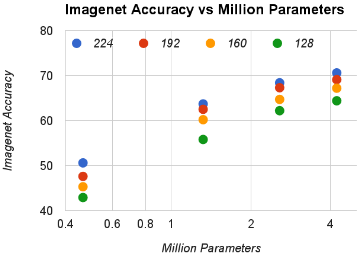 Imagenet Accuracy vs Million Parameters
224 192 160 128
80
70
60
50
40
Imagenet Accuracy
0.4 0.6 0.8 1 2 4
Million Parameters